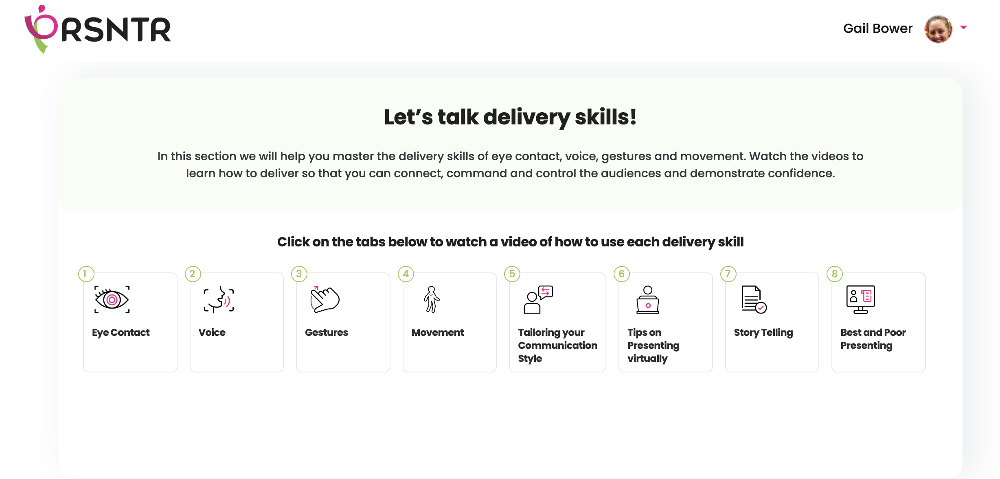 RSNTR
Gail Bower
Let's talk delivery skills!
In this section we will help you master the delivery skills of eye contact, voice, gestures and movement. Watch the videos to
learn how to deliver so that you can connect, command and control the audiences and demonstrate confidence.
Click on the tabs below to watch a video of how to use each delivery skill
1
Eye Contact
2
Voice
3
Gestures
4
Movement
5
Tailoring your
Communication
Style
6
Tips on
Presenting
virtually
7
Story Telling
8
Best and Poor
Presenting